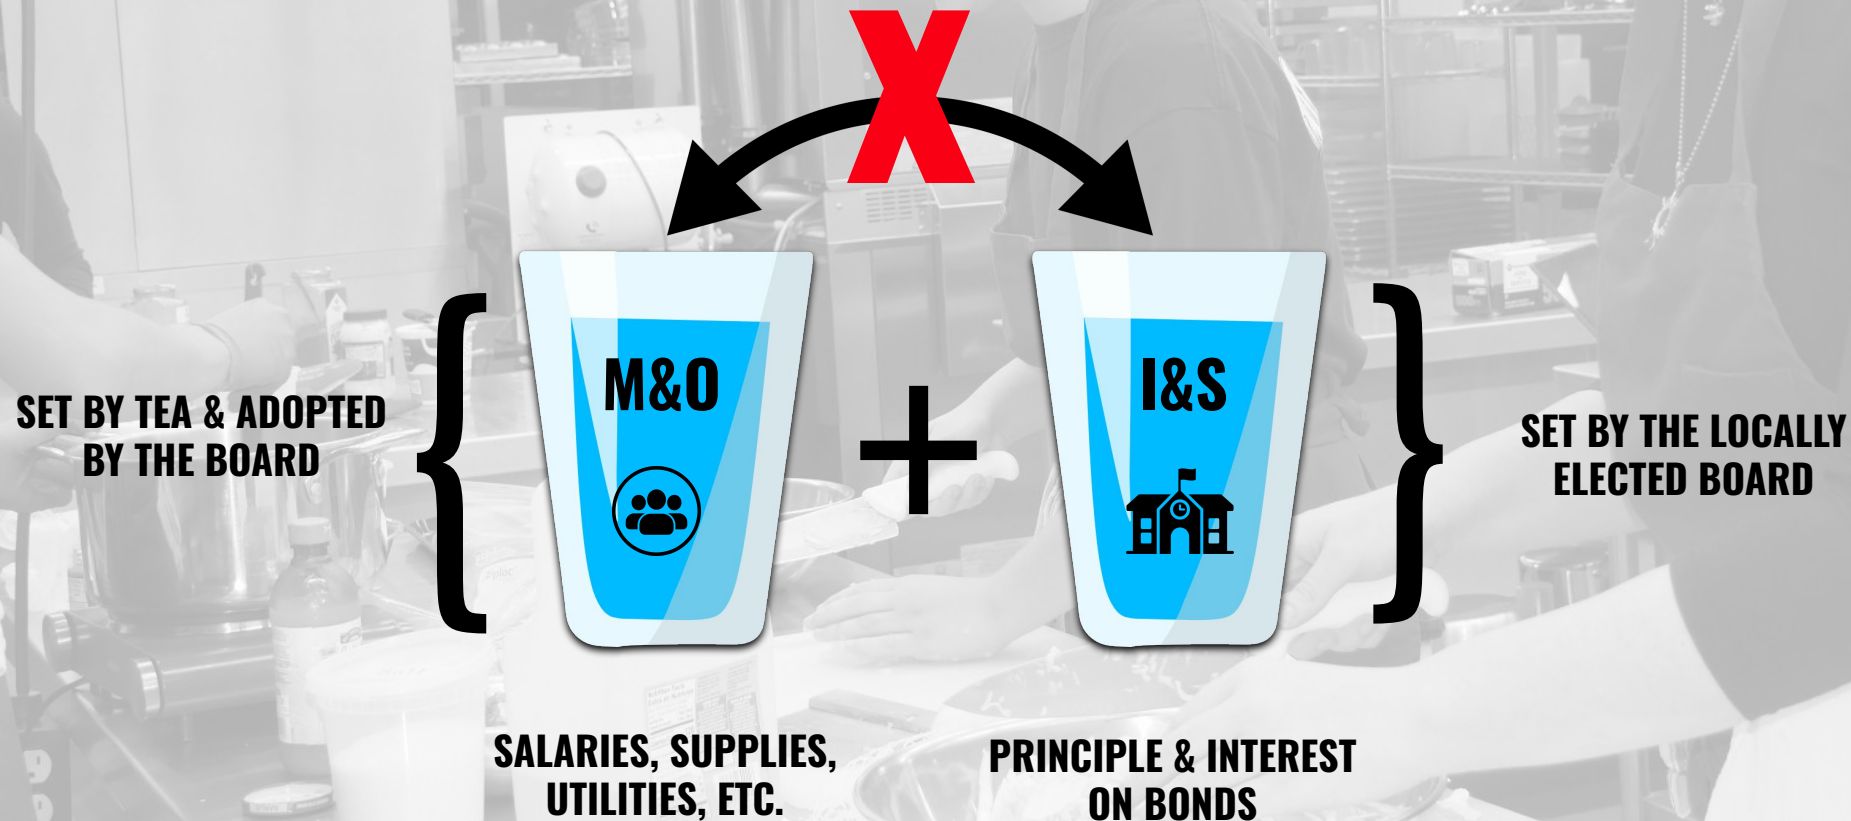 X
M&O
I&S
+
{
}
SET BY TEA & ADOPTED
BY THE BOARD
SET BY THE LOCALLY
ELECTED BOARD
SALARIES, SUPPLIES,
UTILITIES, ETC.
PRINCIPLE & INTEREST
ON BONDS